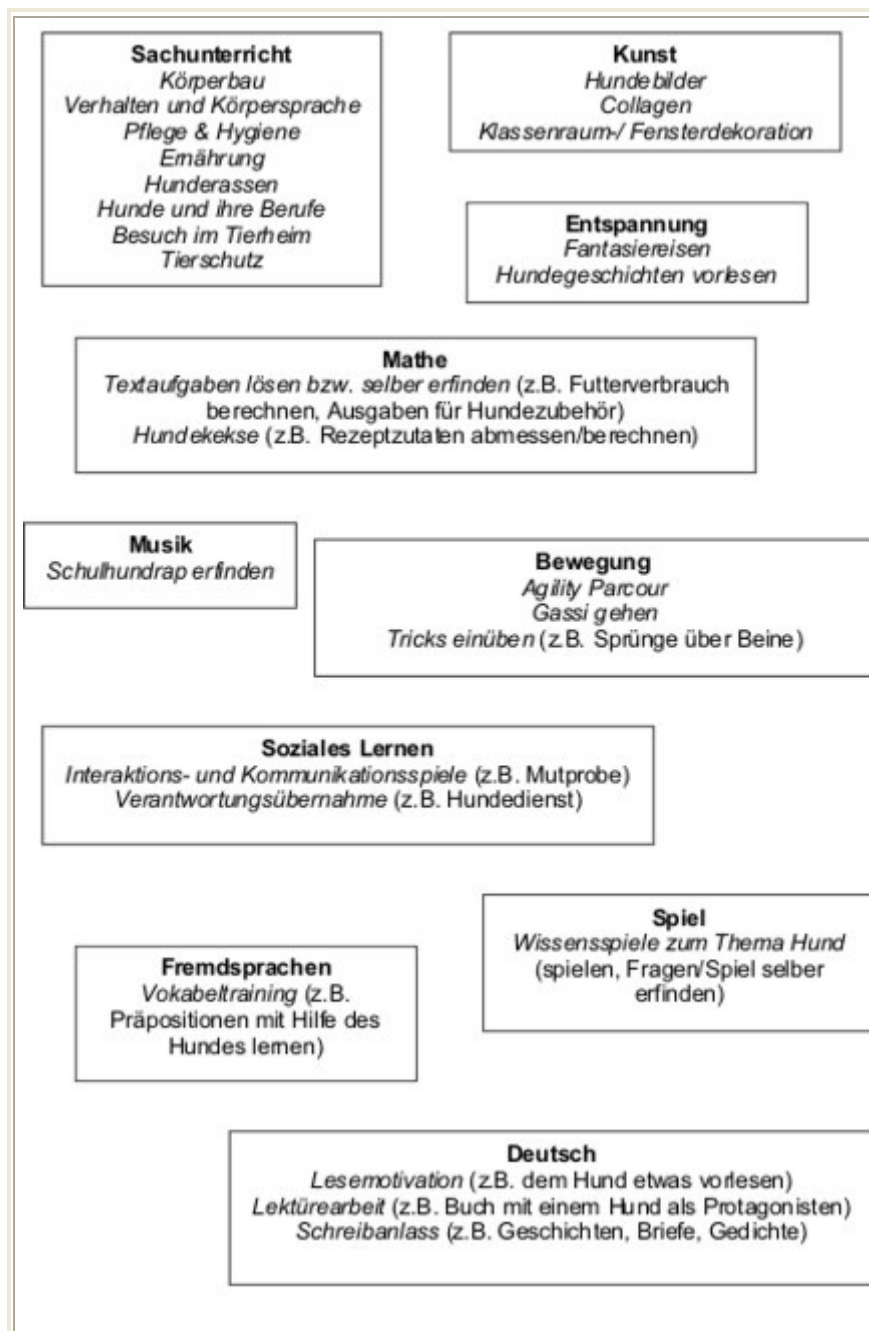 Sachunterricht
Körperbau
Verhalten und Körpersprache
Pflege & Hygiene
Ernährung
Hunderassen
Hunde und ihre Berufe
Besuch im Tierheim
Tierschutz
Kunst
Hundebilder
Collagen
Klassenraum-/ Fensterdekoration
Entspannung
Fantasiereisen
Hundegeschichten vorlesen
Mathe
Textaufgaben lösen bzw. selber erfinden (z.B. Futterverbrauch
berechnen, Ausgaben für Hundezubehör)
Hundekekse (z.B. Rezeptzutaten abmessen/berechnen)
Musik
Schulhundrap erfinden
Bewegung
Agility Parcour
Gassi gehen
Tricks einüben (z.B. Sprünge über Beine)
Soziales Lernen
Interaktions- und Kommunikationsspiele (z.B. Mutprobe)
Verantwortungsübernahme (z.B. Hundedienst)
Spiel
Wissensspiele zum Thema Hund
(spielen, Fragen/Spiel selber
erfinden)
Fremdsprachen
Vokabeltraining (z.B.
Präpositionen mit Hilfe des
Hundes lernen)
Deutsch
Lesemotivation (z.B. dem Hund etwas vorlesen)
Lektürearbeit (z.B. Buch mit einem Hund als Protagonisten)
Schreibanlass (z.B. Geschichten, Briefe, Gedichte)